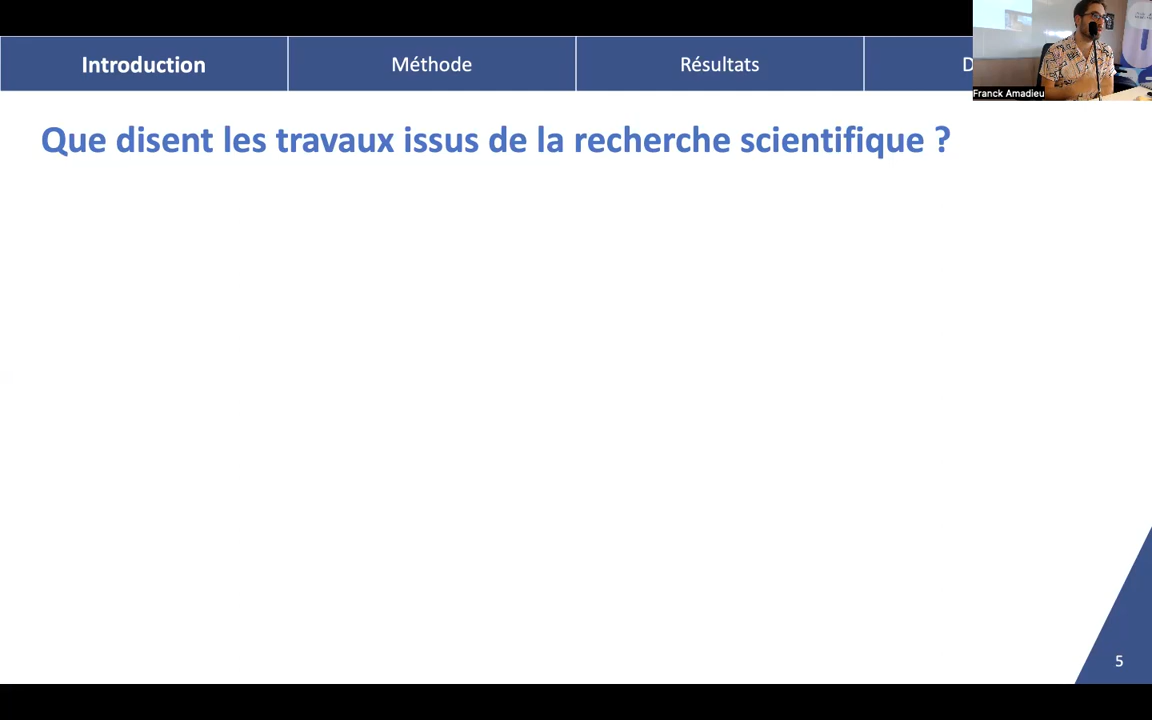 Introduction
Méthode
Résultats
D
Franck Amadieu
Que disent les travaux issus de la recherche scientifique ?
5